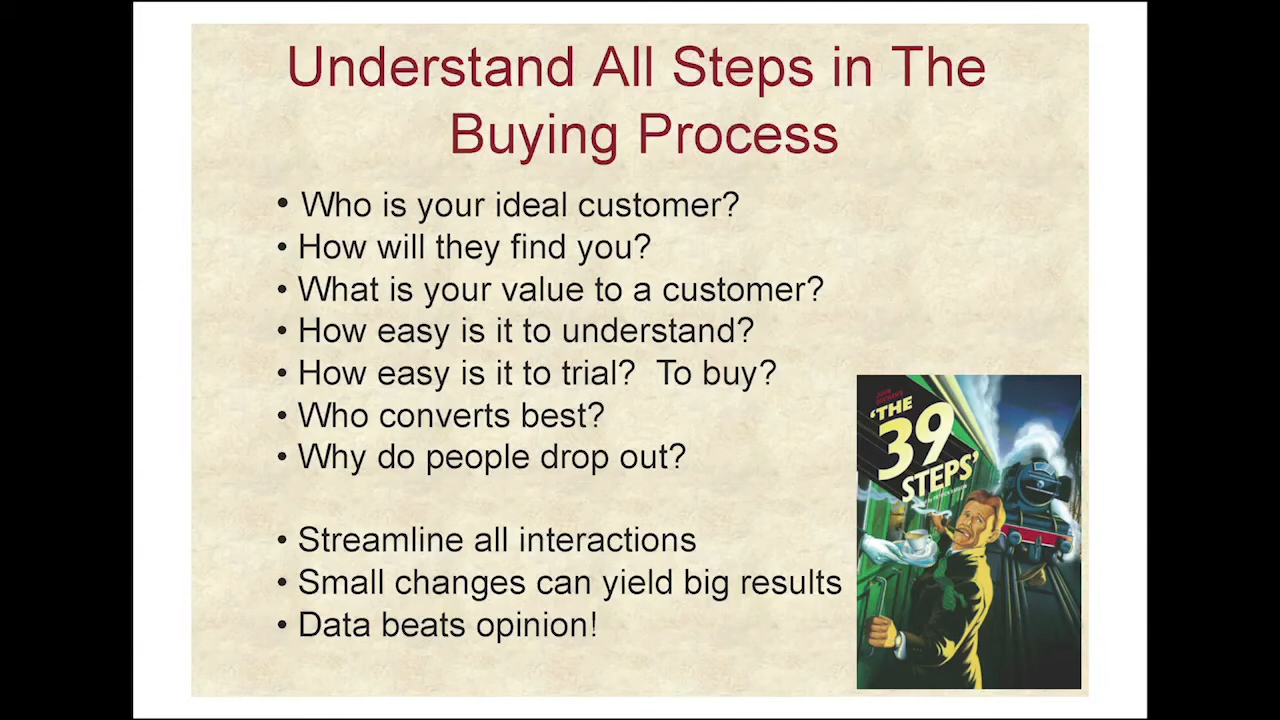 Understand All Steps in The
Buying Process
• Who is your ideal customer?
• How will they find you?
• What is your value to a customer?
• How easy is it to understand?
• How easy is it to trial?  To buy?
• Who converts best?
• Why do people drop out?
• Streamline all interactions
• Small changes can yield big results
• Data beats opinion!
JOHN
BUCHAN'S
'THE
39
STEPS'